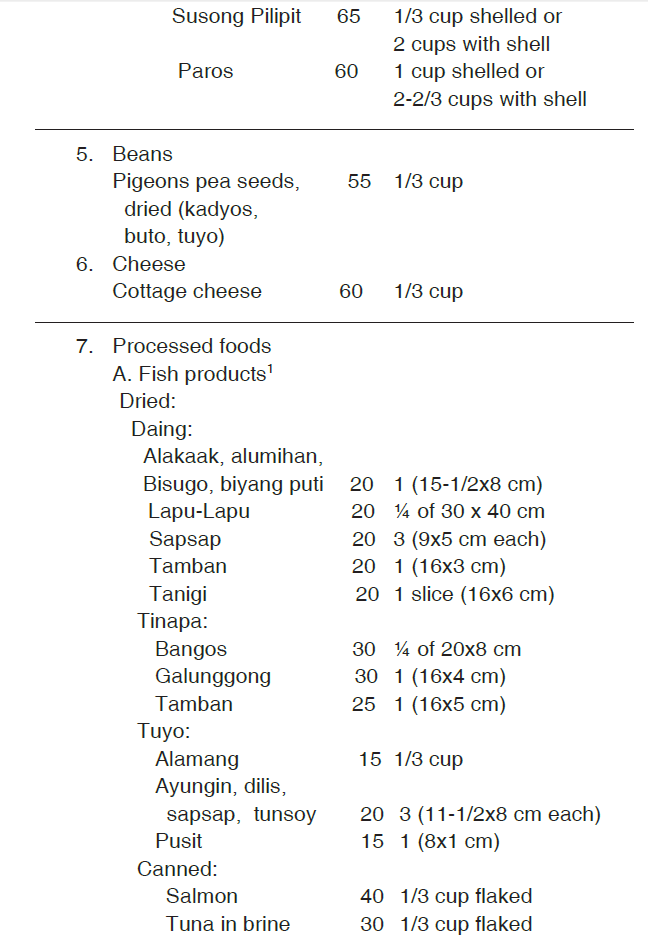 Susong Pilipit 65 1/3 cup shelled or
2 cups with shell
Paros 60 1 cup shelled or
2-2/3 cups with shell
5. Beans
Pigeons pea seeds, 55 1/3 cup
dried (kadyos,
buto, tuyo)
6. Cheese
Cottage cheese 60 1/3 cup
7. Processed foods
A. Fish products¹
Dried:
Daing:
Alakaak, alumihan,
Bisugo, biyang puti 20 1 (15-1/2x8 cm)
Lapu-Lapu 20 ¼ of 30 x 40 cm
Sapsap 20 3 (9x5 cm each)
Tamban 20 1 (16x3 cm)
Tanigi 20 1 slice (16x6 cm)
Tinapa:
Bangos 30 ¼ of 20x8 cm
Galunggong 30 1 (16x4 cm)
Tamban 25 1 (16x5 cm)
Tuyo:
Alamang 15 1/3 cup
Ayungin, dilis,
sapsap, tunsoy 20 3 (11-1/2x8 cm each)
Pusit 15 1 (8x1 cm)
Canned:
Salmon 40 1/3 cup flaked
Tuna in brine 30 1/3 cup flaked